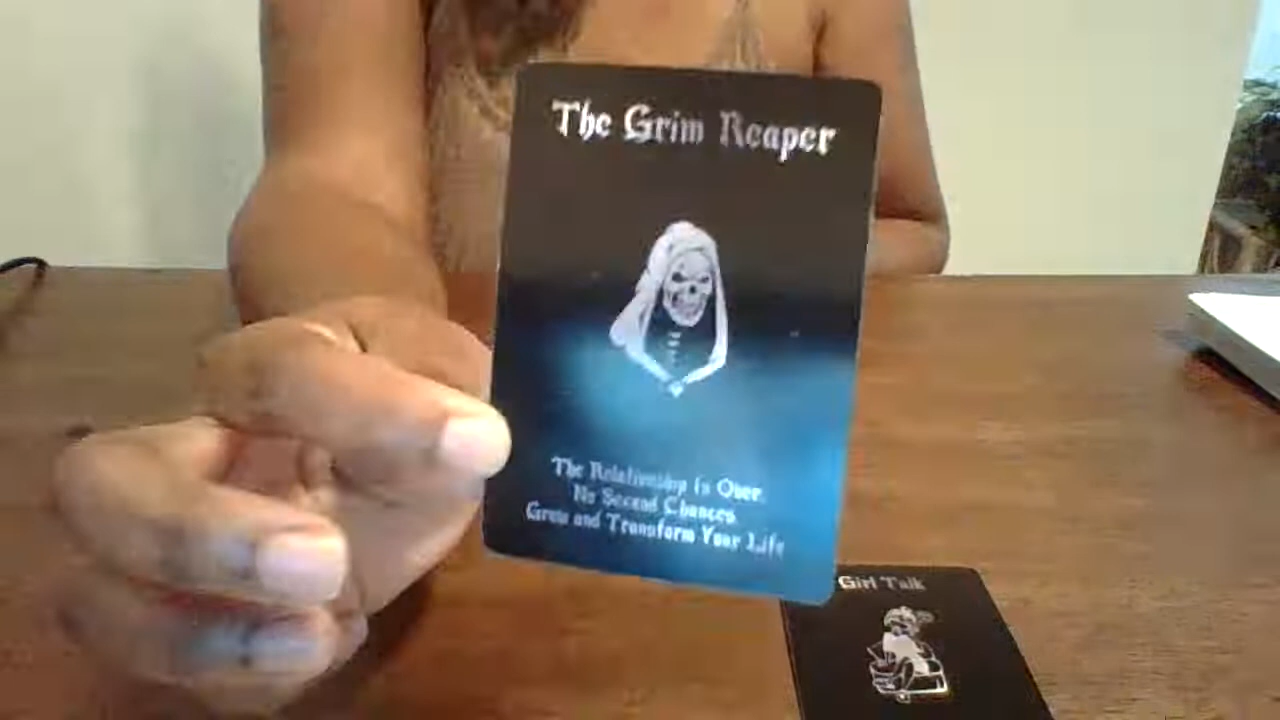 The Grim Reaper
The Relationship is Over.
No Second Chances.
Grow and Transform Your Life
Girl Talk